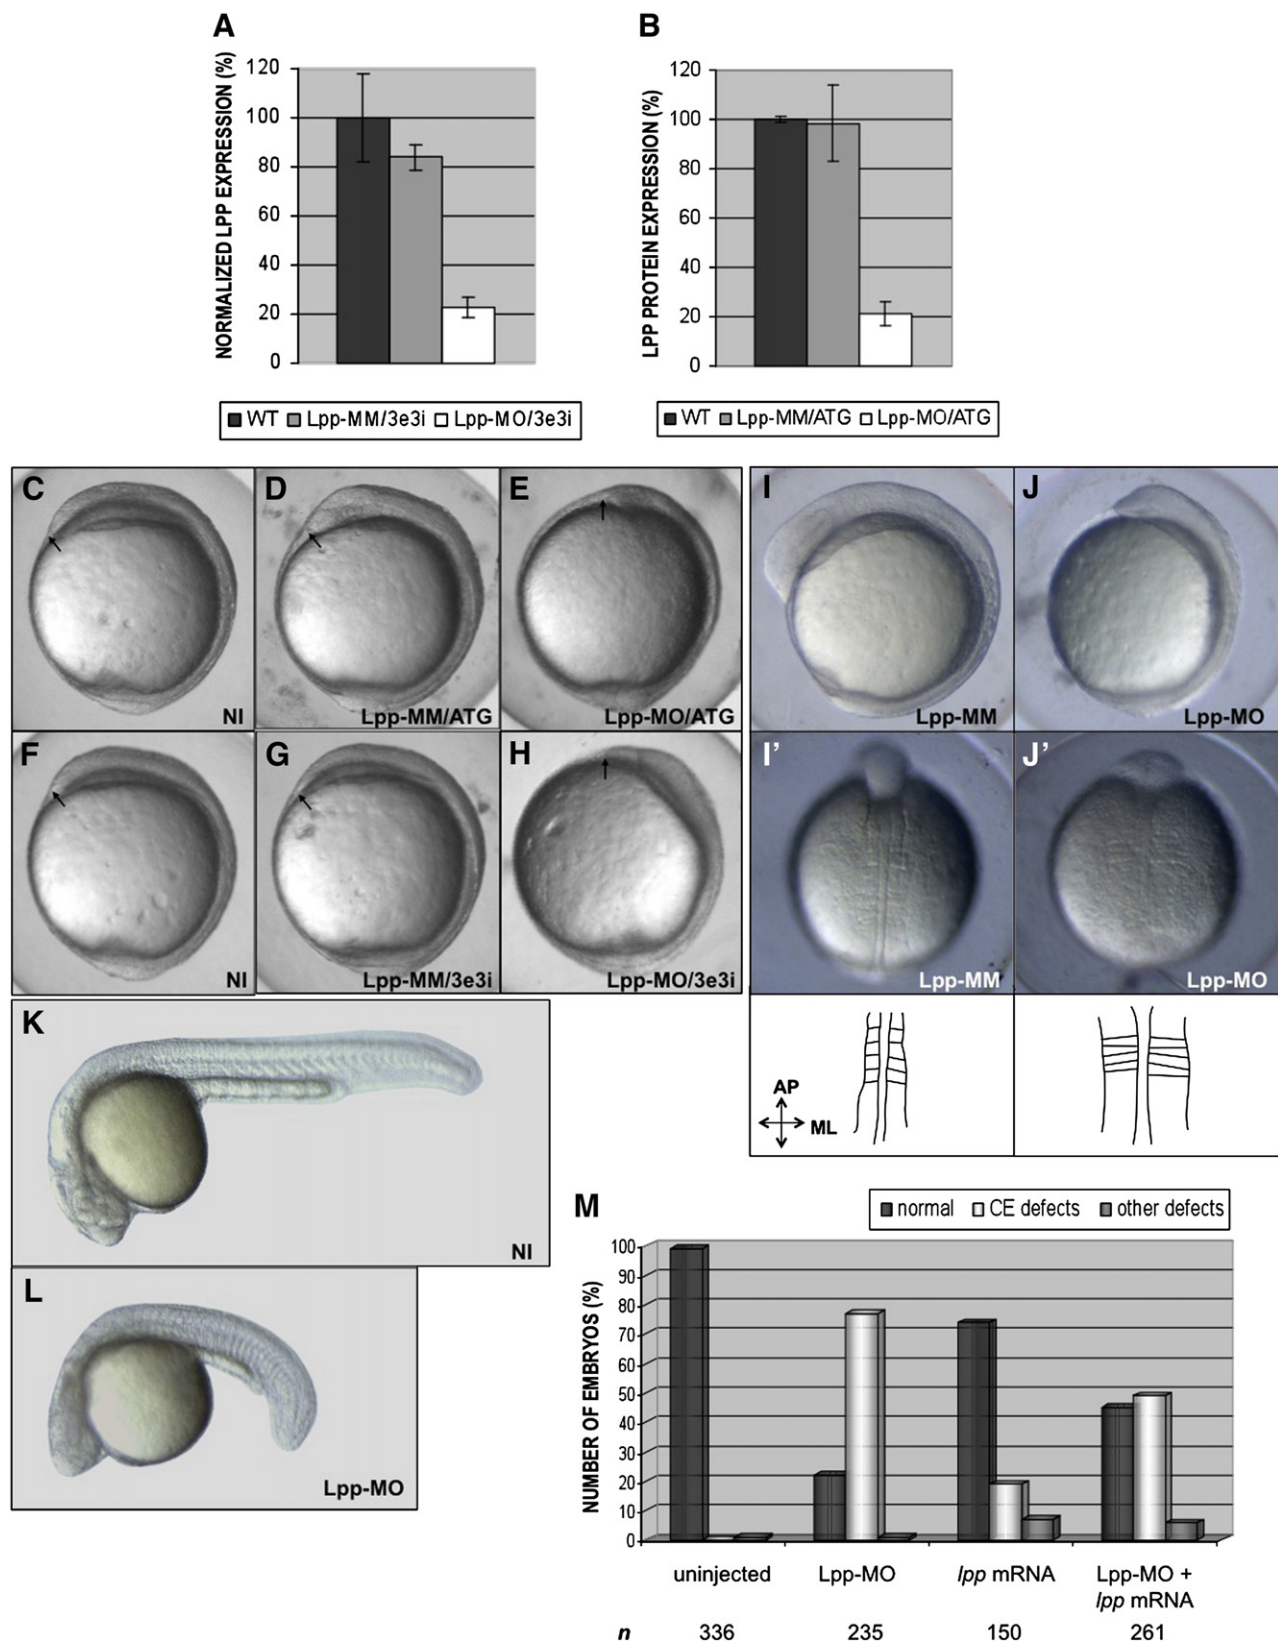 A
NORMALIZED LPP EXPRESSION (%)
120
100
80
60
40
20
0
WT Lpp-MM/3e3i Lpp-MO/3e3i
B
LPP PROTEIN EXPRESSION (%)
120
100
80
60
40
20
0
WT Lpp-MM/ATG Lpp-MO/ATG
C
NI
D
Lpp-MM/ATG
E
Lpp-MO/ATG
F
NI
G
Lpp-MM/3e3i
H
Lpp-MO/3e3i
I
Lpp-MM
J
Lpp-MO
I’
Lpp-MM
J’
Lpp-MO
AP
ML
K
NI
L
Lpp-MO
M
normal CE defects other defects
NUMBER OF EMBRYOS (%)
100
90
80
70
60
50
40
30
20
10
0
uninjected Lpp-MO lpp mRNA Lpp-MO +
lpp mRNA
n 336 235 150 261